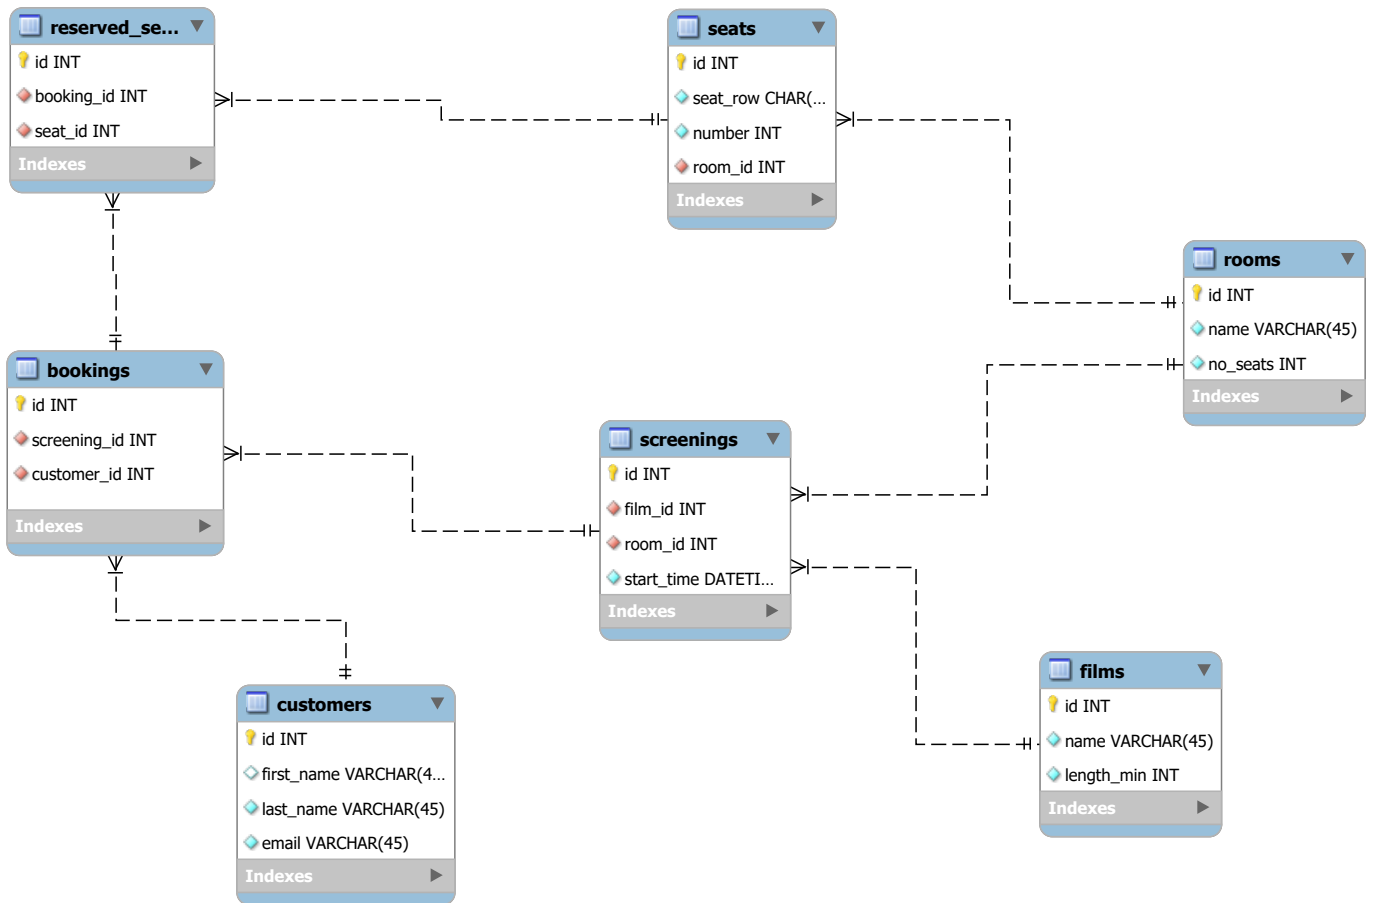 reserved_se...
id INT
booking_id INT
seat_id INT
Indexes
seats
id INT
seat_row CHAR(...
number INT
room_id INT
Indexes
rooms
id INT
name VARCHAR(45)
no_seats INT
Indexes
bookings
id INT
screening_id INT
customer_id INT
Indexes
screenings
id INT
film_id INT
room_id INT
start_time DATETI...
Indexes
customers
id INT
first_name VARCHAR(4...
last_name VARCHAR(45)
email VARCHAR(45)
Indexes
films
id INT
name VARCHAR(45)
length_min INT
Indexes